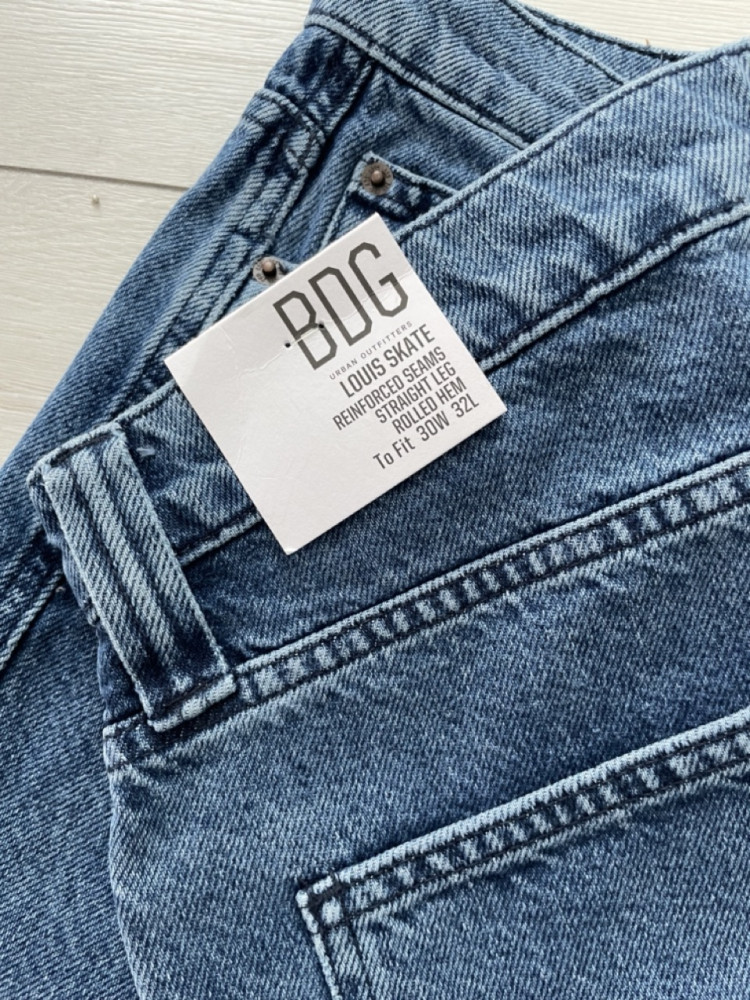 BDG
URBAN OUTFITTERS
LOUIS SKATE
REINFORCED SEAMS
STRAIGHT LEG
ROLLED HEM
To Fit 30W 32L